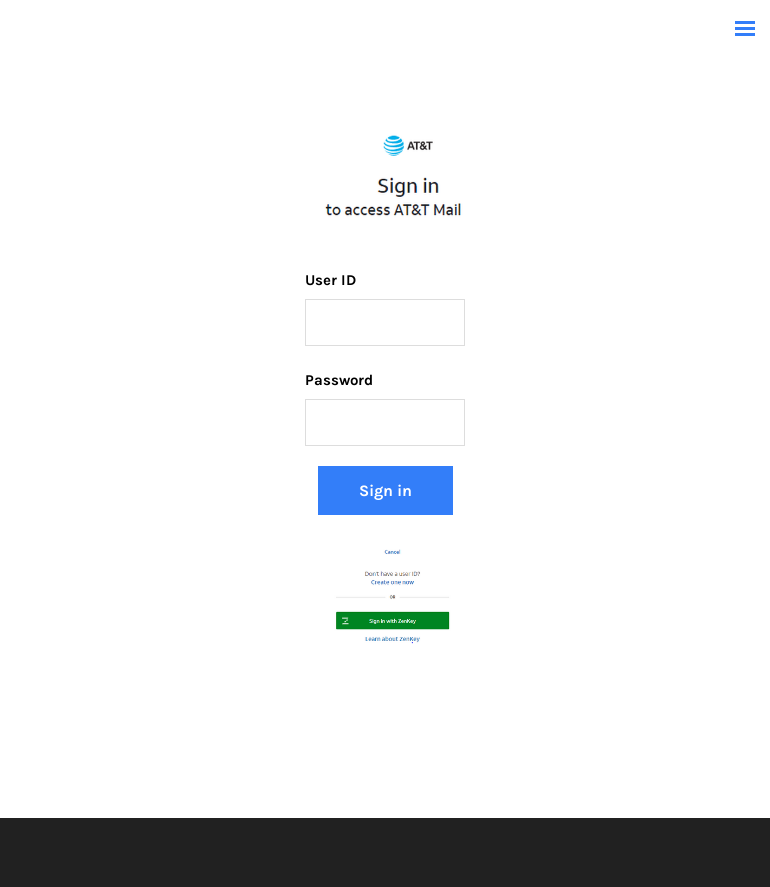 AT&T
Sign in
to access AT&T Mail
User ID
Password
Sign in
Cancel
Don't have a user ID?
Create one now
OR
Sign in with ZenKey
Learn about ZenKey